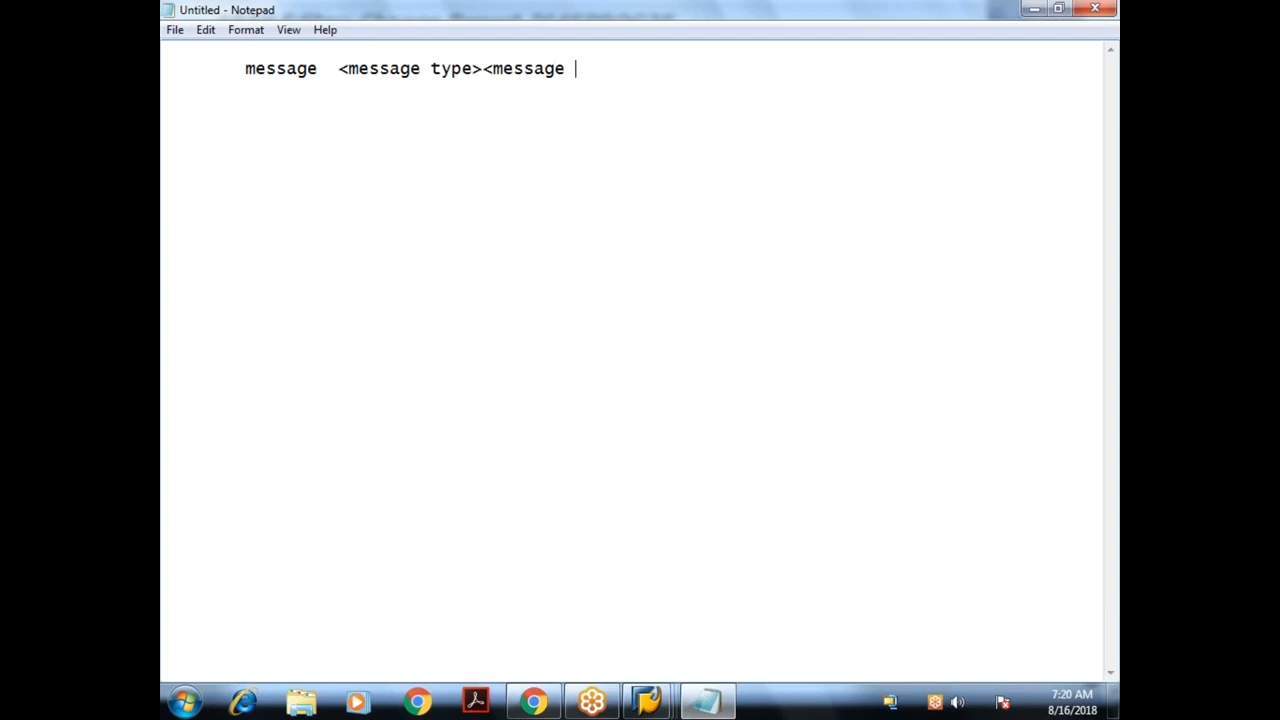 Untitled - Notepad
File Edit Format View Help
message <message type><message
7:20 AM
8/16/2018